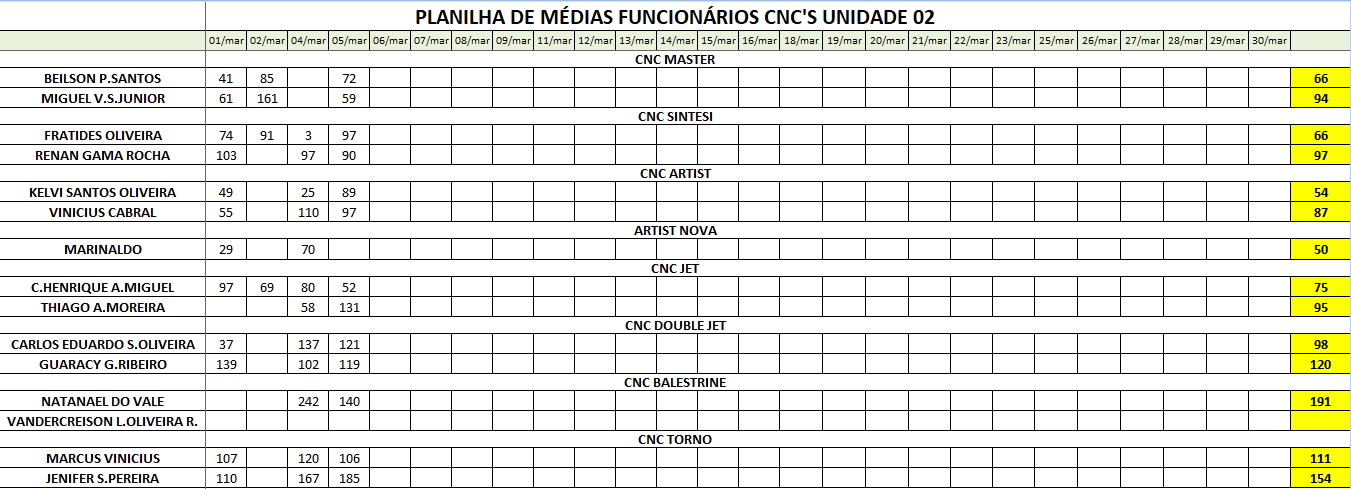 PLANILHA DE MÉDIAS FUNCIONÁRIOS CNC'S UNIDADE 02
01/mar 02/mar 04/mar 05/mar 06/mar 07/mar 08/mar 09/mar 11/mar 12/mar 13/mar 14/mar 15/mar 16/mar 18/mar 19/mar 20/mar 21/mar 22/mar 23/mar 25/mar 26/mar 27/mar 28/mar 29/mar 30/mar
CNC MASTER
BEILSON P.SANTOS 41 85 72 66
MIGUEL V.S.JUNIOR 61 161 59 94
CNC SINTESI
FRATIDES OLIVEIRA 74 91 3 97 66
RENAN GAMA ROCHA 103 97 90 97
CNC ARTIST
KELVI SANTOS OLIVEIRA 49 25 89 54
VINICIUS CABRAL 55 110 97 87
ARTIST NOVA
MARINALDO 29 70 50
CNC JET
C.HENRIQUE A.MIGUEL 97 69 80 52 75
THIAGO A.MOREIRA 58 131 95
CNC DOUBLE JET
CARLOS EDUARDO S.OLIVEIRA 37 137 121 98
GUARACY G.RIBEIRO 139 102 119 120
CNC BALESTRINE
NATANAEL DO VALE 242 140 191
VANDERCREISON L.OLIVEIRA R.
CNC TORNO
MARCUS VINICIUS 107 120 106 111
JENIFER S.PEREIRA 110 167 185 154